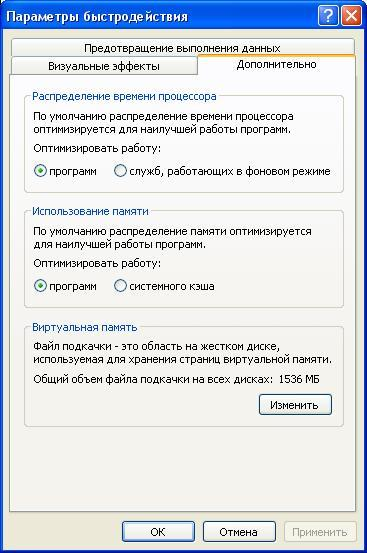 Параметры быстродействия
Предотвращение выполнения данных
Визуальные эффекты
Дополнительно
Распределение времени процессора
По умолчанию распределение времени процессора
оптимизируется для наилучшей работы программ.
Оптимизировать работу:
программ
служб, работающих в фоновом режиме
Использование памяти
По умолчанию распределение памяти оптимизируется
для наилучшей работы программ.
Оптимизировать работу:
программ
системного кэша
Виртуальная память
Файл подкачки - это область на жестком диске,
используемая для хранения страниц виртуальной памяти.
Общий объем файла подкачки на всех дисках: 1536 МБ
Изменить
ОК
Отмена
Применить